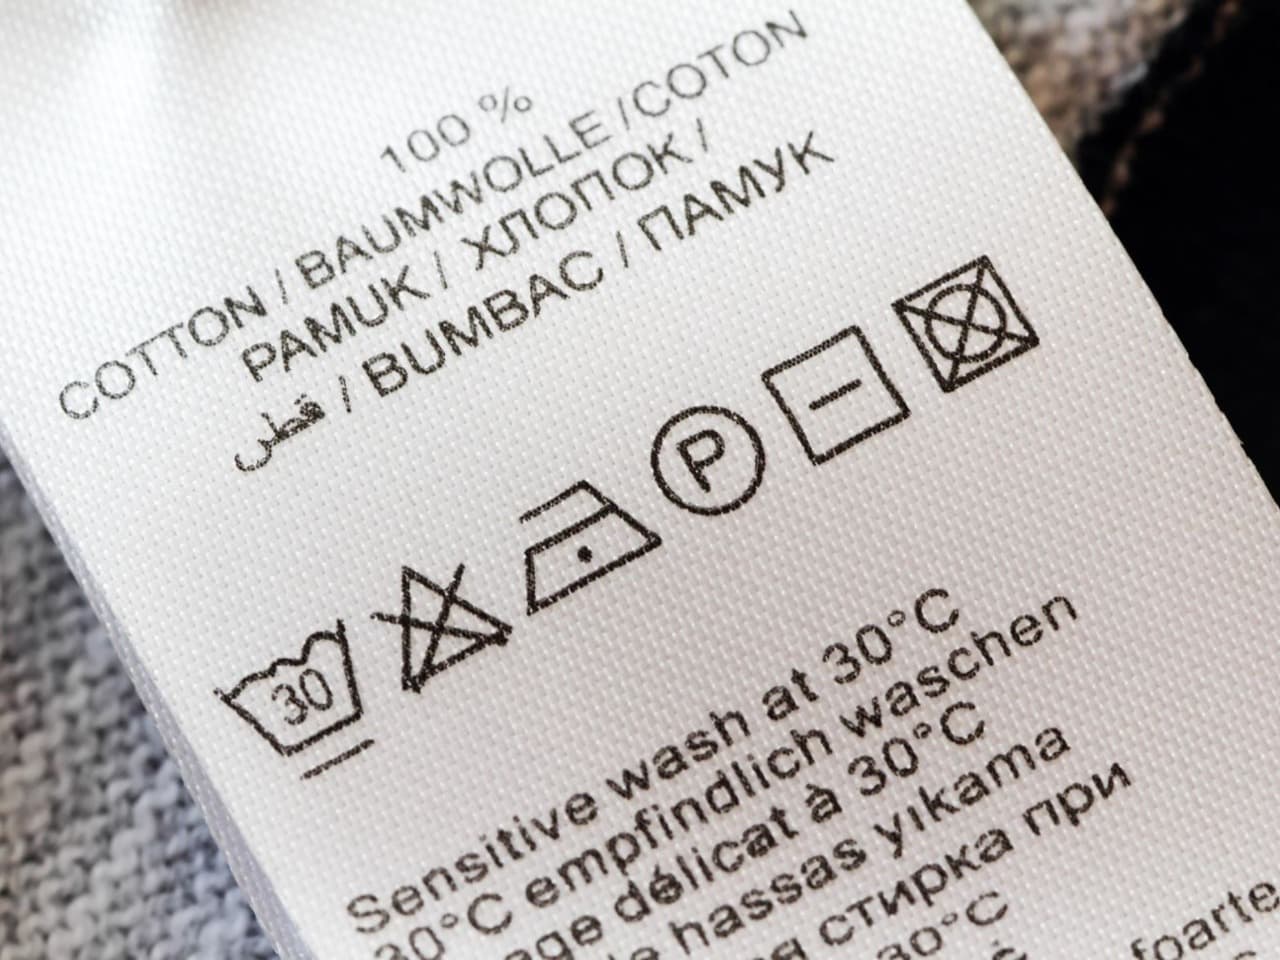 100 %
COTTON / BAUMWOLLE / COTON
PAMUK / ХЛОПОК /
قطن / BUMBAC / ПАМУК
30
P
Sensitive wash at 30°C
30°C empfindlich waschen
délicat à 30°C
hassas yıkama
стирка при
30°C
foarte